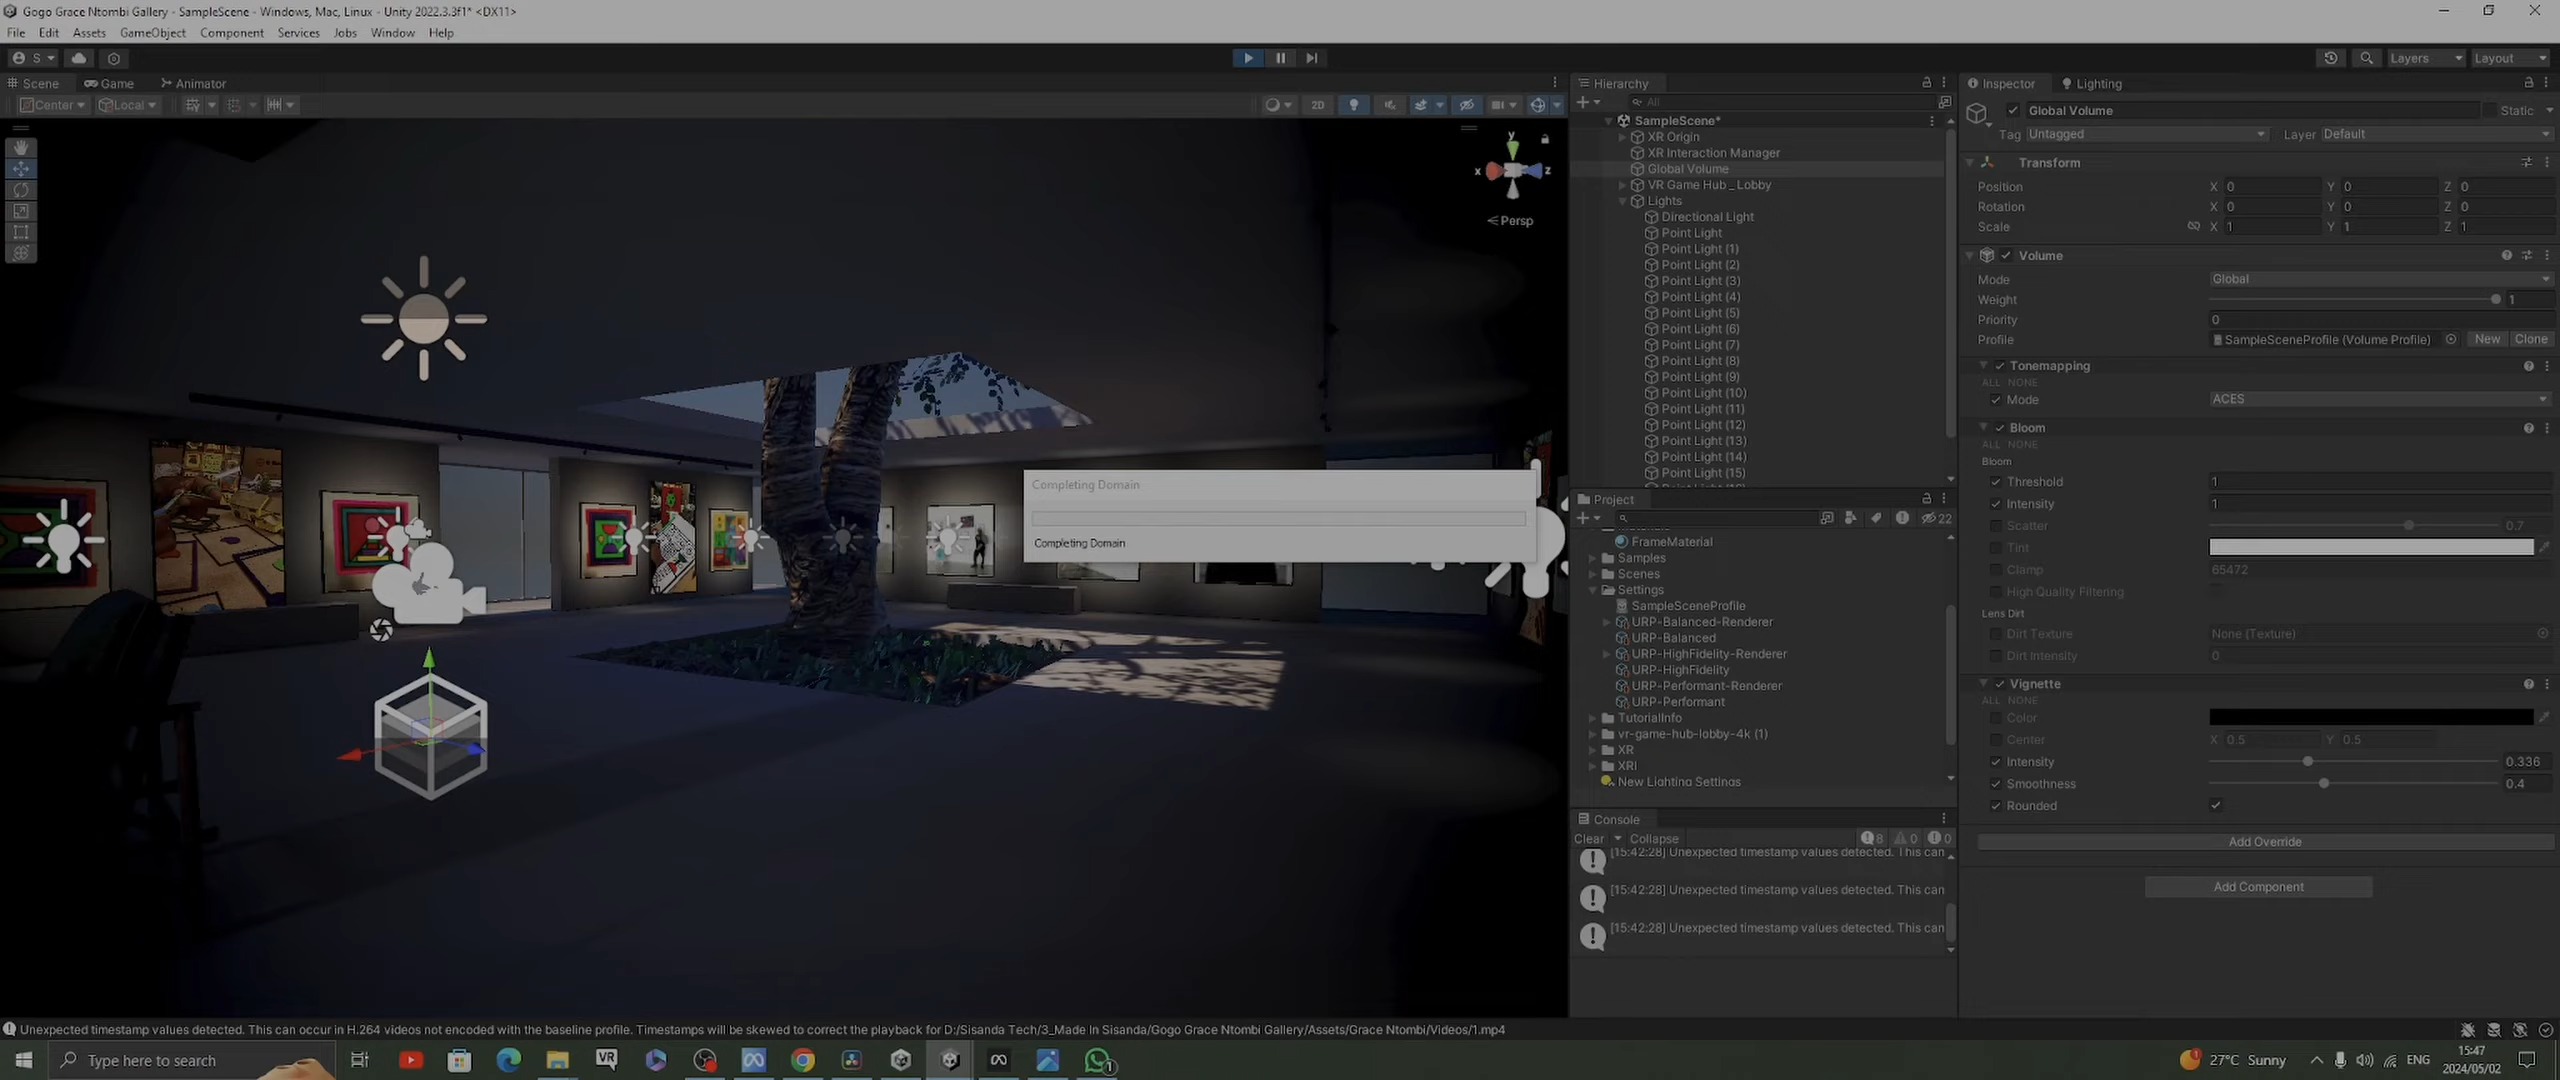 Gogo Grace Ntombi Gallery - SampleScene - Windows, Mac, Linux - Unity 2022.3.3f1* <DX11>
File Edit Assets GameObject Component Services Jobs Window Help
S Layers Layout
Scene Game Animator
Center Local 2D
y
x z
Persp
Hierarchy
All
SampleScene*
XR Origin
XR Interaction Manager
Global Volume
VR Game Hub _ Lobby
Lights
Directional Light
Point Light
Point Light (1)
Point Light (2)
Point Light (3)
Point Light (4)
Point Light (5)
Point Light (6)
Point Light (7)
Point Light (8)
Point Light (9)
Point Light (10)
Point Light (11)
Point Light (12)
Point Light (13)
Point Light (14)
Point Light (15)
Completing Domain
Completing Domain
Project
22
FrameMaterial
Samples
Scenes
Settings
SampleSceneProfile
URP-Balanced-Renderer
URP-Balanced
URP-HighFidelity-Renderer
URP-HighFidelity
URP-Performant-Renderer
URP-Performant
TutorialInfo
vr-game-hub-lobby-4k (1)
XR
XRI
New Lighting Settings
Console
Clear Collapse 8 0 0
[15:42:28] Unexpected timestamp values detected. This can
[15:42:28] Unexpected timestamp values detected. This can
[15:42:28] Unexpected timestamp values detected. This can
Inspector Lighting
Global Volume Static
Tag Untagged Layer Default
Transform
Position X 0 Y 0 Z 0
Rotation X 0 Y 0 Z 0
Scale X 1 Y 1 Z 1
Volume
Mode Global
Weight 1
Priority 0
Profile SampleSceneProfile (Volume Profile) New Clone
Tonemapping
ALL NONE
Mode ACES
Bloom
ALL NONE
Bloom
Threshold 1
Intensity 1
Scatter 0.7
Tint
Clamp 65472
High Quality Filtering
Lens Dirt
Dirt Texture None (Texture)
Dirt Intensity 0
Vignette
ALL NONE
Color
Center X 0.5 Y 0.5
Intensity 0.336
Smoothness 0.4
Rounded
Add Override
Add Component
Unexpected timestamp values detected. This can occur in H.264 videos not encoded with the baseline profile. Timestamps will be skewed to correct the playback for D:/Sisanda Tech/3_Made In Sisanda/Gogo Grace Ntombi Gallery/Assets/Grace Ntombi/Videos/1.mp4
Type here to search VR 1 27°C Sunny ENG 15:47
2024/05/02